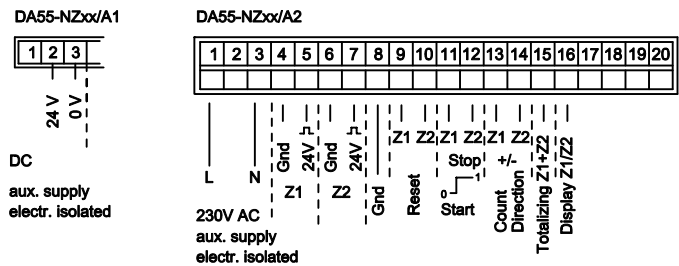 DA55-NZxx/A1
1 2 3
24 V
0 V
DC
aux. supply
electr. isolated
DA55-NZxx/A2
1 2 3 4 5 6 7 8 9 10 11 12 13 14 15 16 17 18 19 20
L
N
230V AC
aux. supply
electr. isolated
Gnd
24V
Z1
Gnd
24V
Z2
Gnd
Z1 Z2
Reset
Z1 Z2
Stop
0 1
Start
Z1 Z2
+/-
Count
Direction
Totalizing Z1+Z2
Display Z1/Z2